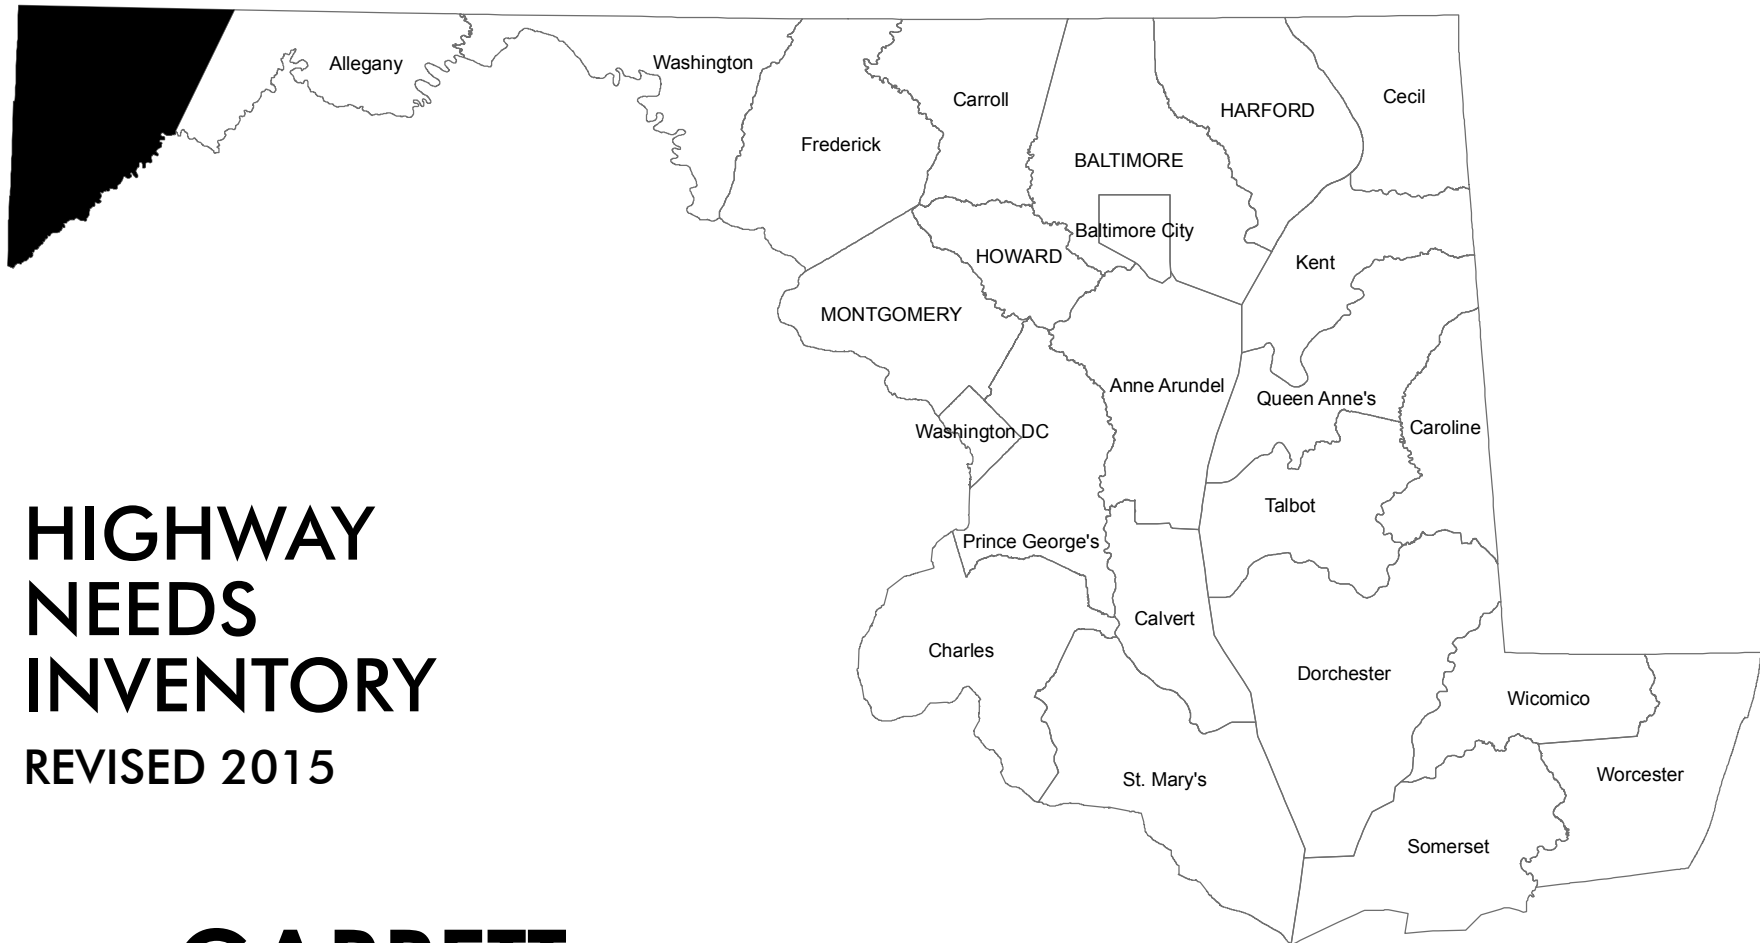 Allegany
Washington
Frederick
Carroll
BALTIMORE
HARFORD
Cecil
Baltimore City
HOWARD
Kent
MONTGOMERY
Anne Arundel
Queen Anne's
Caroline
Washington DC
Talbot
Prince George's
Calvert
Charles
Dorchester
Wicomico
St. Mary's
Worcester
Somerset
HIGHWAY
NEEDS
INVENTORY
REVISED 2015
GARRETT